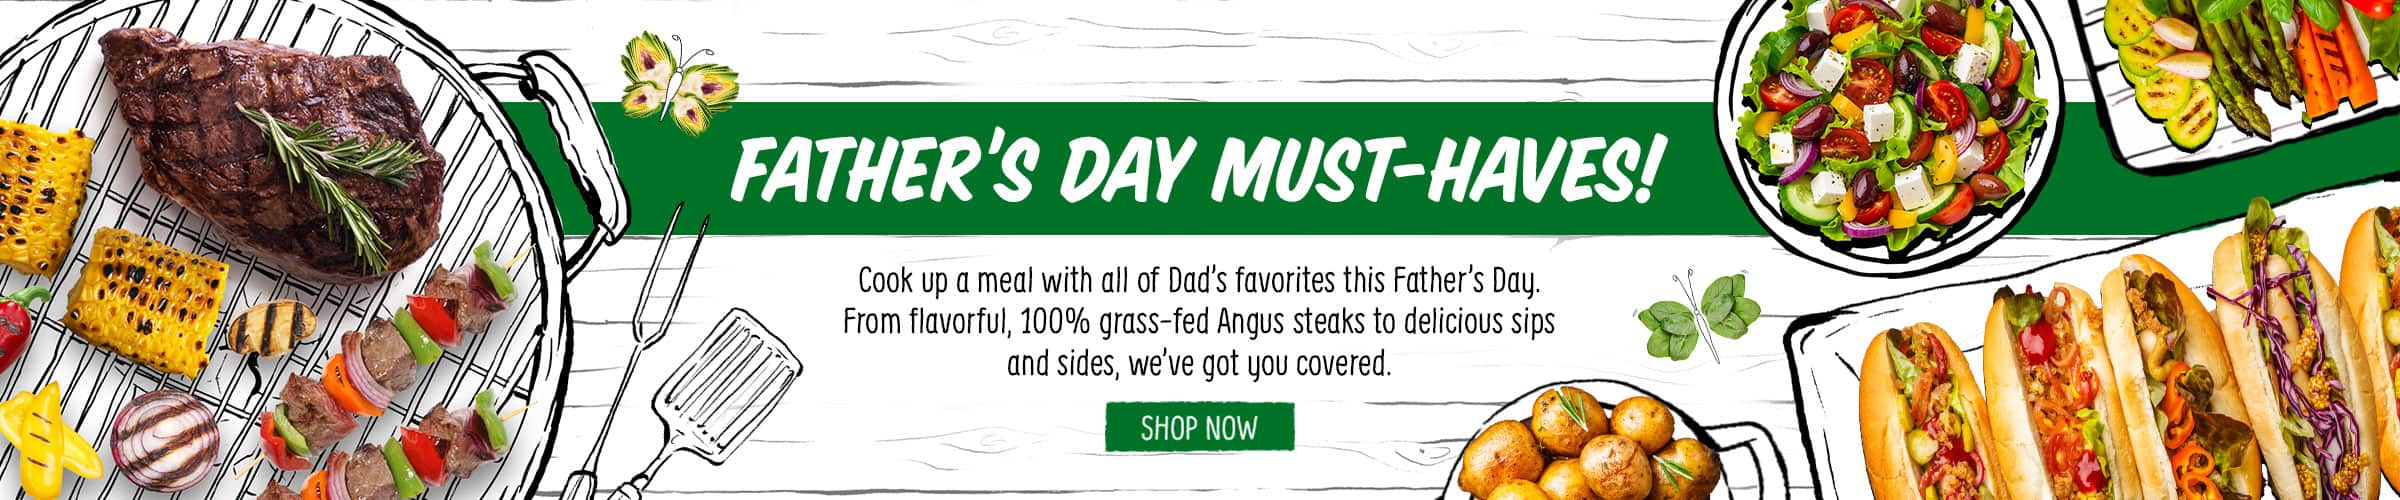 FATHER'S DAY MUST-HAVES!
Cook up a meal with all of Dad's favorites this Father's Day.
From flavorful, 100% grass-fed Angus steaks to delicious sips
and sides, we've got you covered.
SHOP NOW